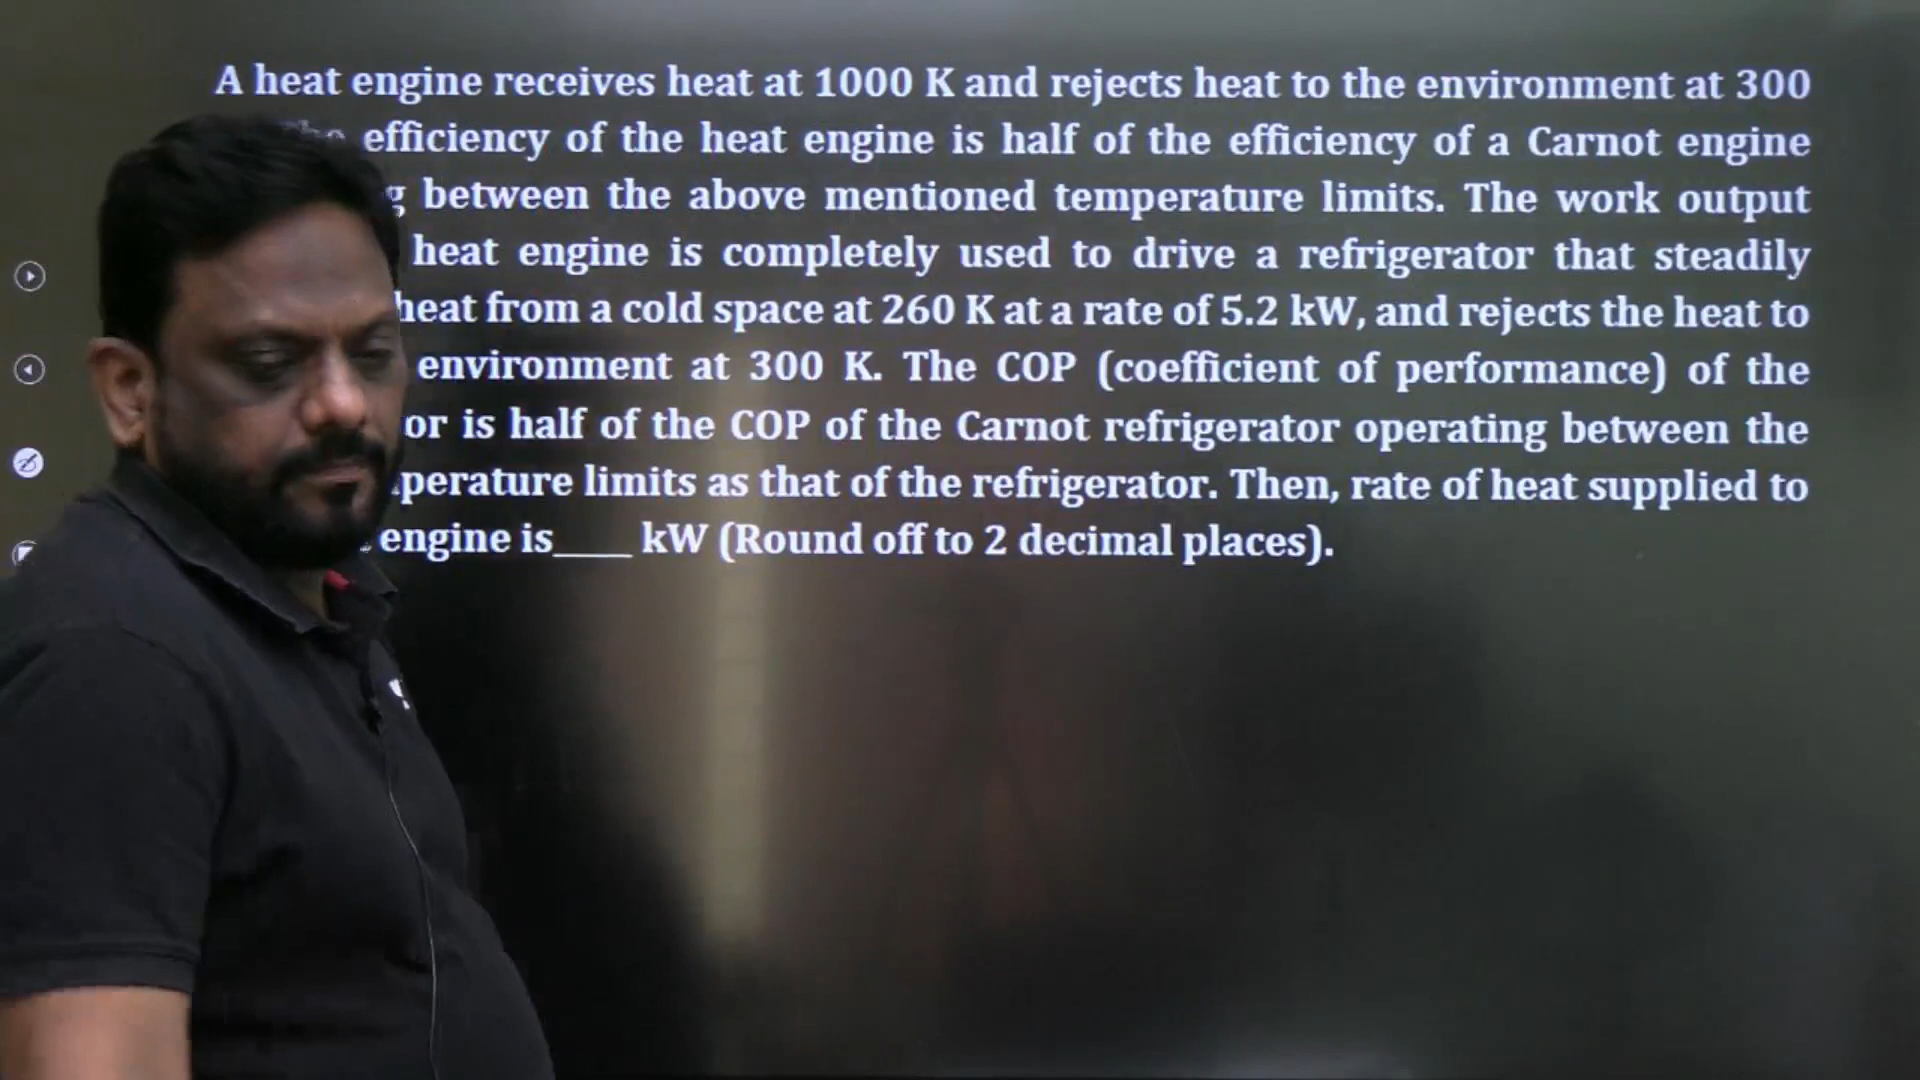 A heat engine receives heat at 1000 K and rejects heat to the environment at 300
efficiency of the heat engine is half of the efficiency of a Carnot engine
between the above mentioned temperature limits. The work output
heat engine is completely used to drive a refrigerator that steadily
heat from a cold space at 260 K at a rate of 5.2 kW, and rejects the heat to
environment at 300 K. The COP (coefficient of performance) of the
is half of the COP of the Carnot refrigerator operating between the
limits as that of the refrigerator. Then, rate of heat supplied to
engine is____ kW (Round off to 2 decimal places).